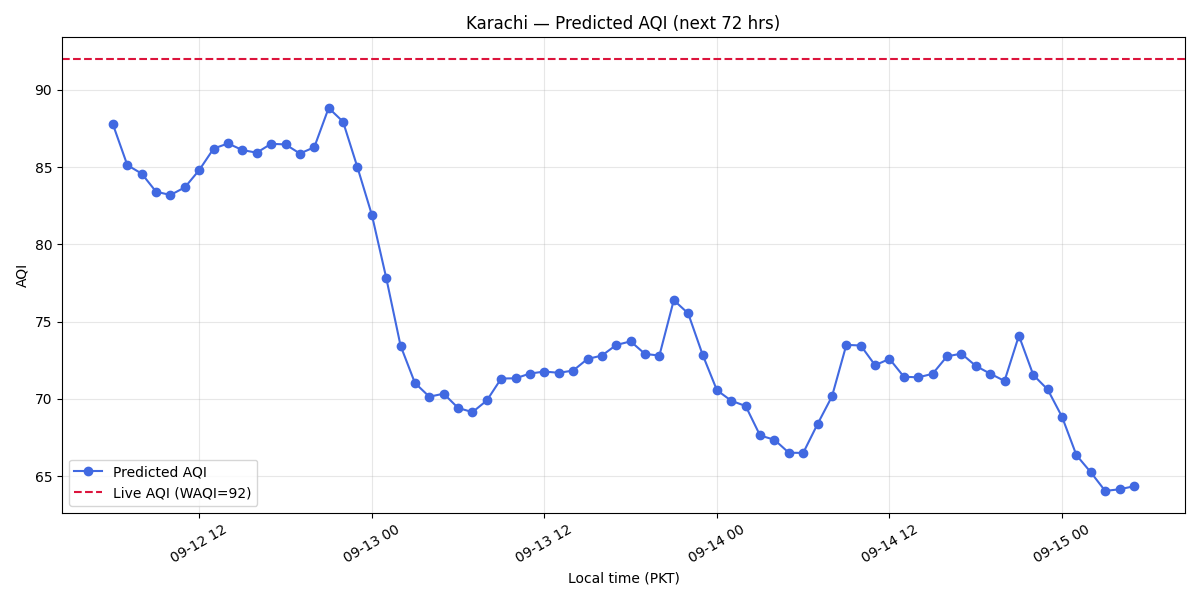 Karachi — Predicted AQI (next 72 hrs)
AQI
90
85
80
75
70
65
Predicted AQI
Live AQI (WAQI=92)
09-12 12
09-13 00
09-13 12
09-14 00
09-14 12
09-15 00
Local time (PKT)